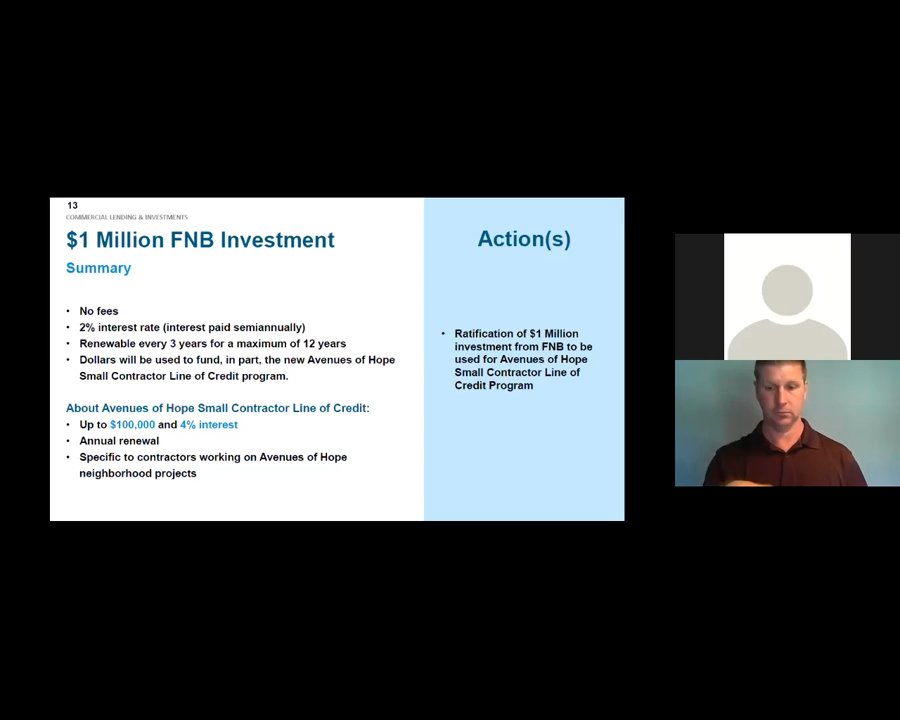 13
COMMERCIAL LENDING & INVESTMENTS
$1 Million FNB Investment
Summary
• No fees
• 2% interest rate (interest paid semiannually)
• Renewable every 3 years for a maximum of 12 years
• Dollars will be used to fund, in part, the new Avenues of Hope
Small Contractor Line of Credit program.
About Avenues of Hope Small Contractor Line of Credit:
• Up to $100,000 and 4% interest
• Annual renewal
• Specific to contractors working on Avenues of Hope
neighborhood projects
Action(s)
• Ratification of $1 Million
investment from FNB to be
used for Avenues of Hope
Small Contractor Line of
Credit Program